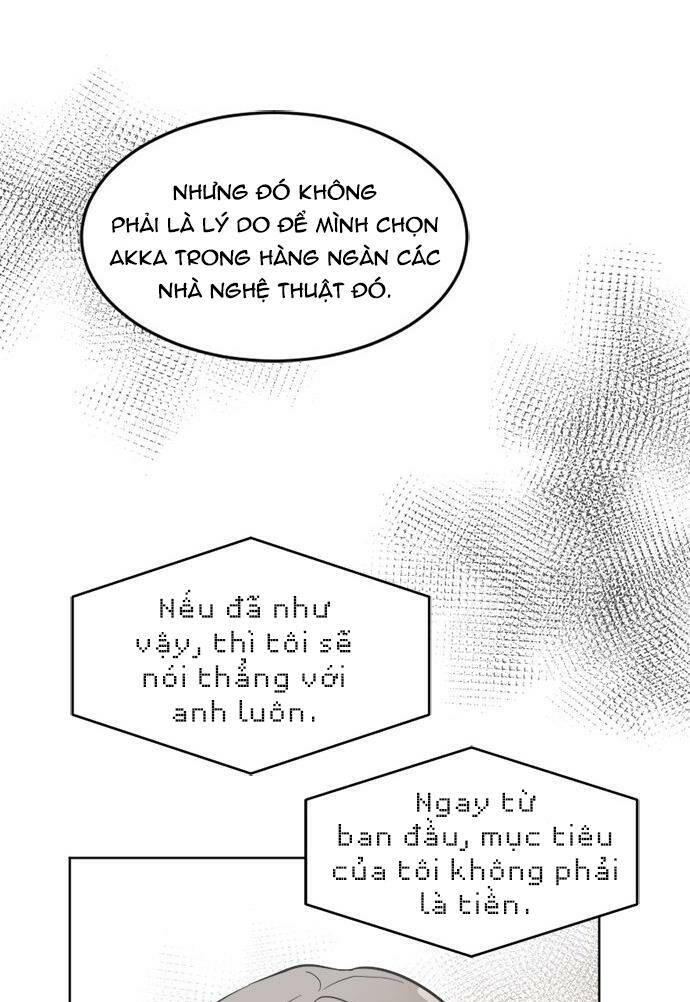 NHƯNG ĐÓ KHÔNG
PHẢI LÀ LÝ DO ĐỂ MÌNH CHỌN
AKKA TRONG HÀNG NGÀN CÁC
NHÀ NGHỆ THUẬT ĐÓ.
Nếu đã như
vậy, thì tôi sẽ
nói thẳng với
anh luôn.
Ngay từ
ban đầu, mục tiêu
của tôi không phải
là tiền.